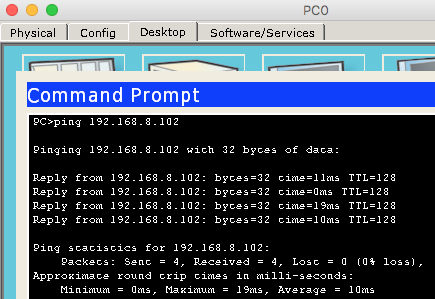 PC0
Physical Config Desktop Software/Services
Command Prompt
PC>ping 192.168.8.102
Pinging 192.168.8.102 with 32 bytes of data:
Reply from 192.168.8.102: bytes=32 time=11ms TTL=128
Reply from 192.168.8.102: bytes=32 time=0ms TTL=128
Reply from 192.168.8.102: bytes=32 time=19ms TTL=128
Reply from 192.168.8.102: bytes=32 time=10ms TTL=128
Ping statistics for 192.168.8.102:
Packets: Sent = 4, Received = 4, Lost = 0 (0% loss),
Approximate round trip times in milli-seconds:
Minimum = 0ms, Maximum = 19ms, Average = 10ms